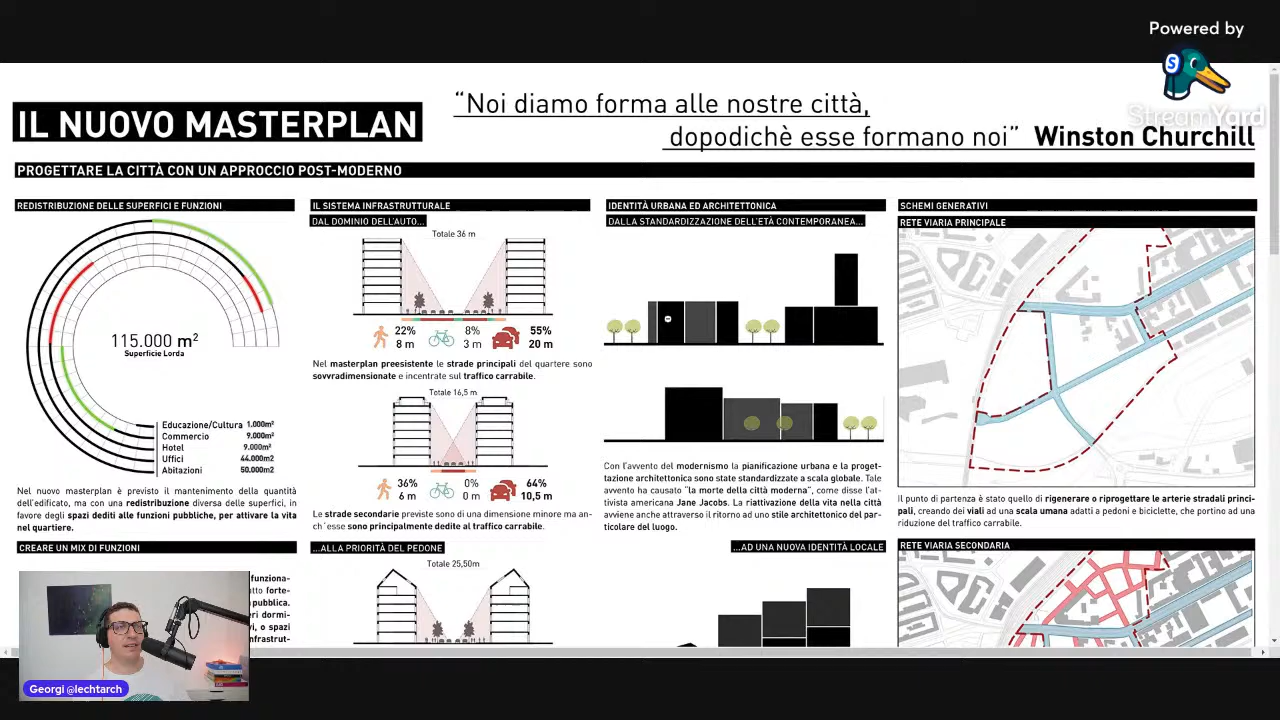 Powered by
StreamYard
IL NUOVO MASTERPLAN
“Noi diamo forma alle nostre città,
dopodichè esse formano noi” Winston Churchill
PROGETTARE LA CITTÀ CON UN APPROCCIO POST-MODERNO
REDISTRIBUZIONE DELLE SUPERFICI E FUNZIONI
115.000 m²
Superficie Lorda
Educazione/Cultura 1.000m²
Commercio 9.000m²
Hotel 9.000m²
Uffici 44.000m2
Abitazioni 50.000m2
Nel nuovo masterplan è previsto il mantenimento della quantità
dell'edificato, ma con una redistribuzione diversa delle superfici, in
favore degli spazi dediti alle funzioni pubbliche, per attivare la vita
nel quartiere.
CREARE UN MIX DI FUNZIONI
funziona-
tto forte-
pubblica.
ri dormi-
vi, o spazi
nfrastrut-
IL SISTEMA INFRASTRUTTURALE
DAL DOMINIO DELL'AUTO...
Totale 36 m
22% 8% 55%
8 m 3 m 20 m
Nel masterplan preesistente le strade principali del quartere sono
sovradimensionate e incentrate sul traffico carrabile.
Totale 16,5 m
36% 0% 64%
6 m 0 m 10,5 m
Le strade secondarie previste sono di una dimensione minore ma an-
ch'esse sono principalmente dedite al traffico carrabile.
...ALLA PRIORITÀ DEL PEDONE
Totale 25,50m
IDENTITÀ URBANA ED ARCHITETTONICA
DALLA STANDARDIZZAZIONE DELL'ETÀ CONTEMPORANEA...
Con l'avvento del modernismo la pianificazione urbana e la proget-
tazione architettonica sono state standardizzate a scala globale. Tale
avvento ha causato "la morte della città moderna", come disse l'at-
tivista americana Jane Jacobs. La riattivazione della vita nella città
avviene anche attraverso il ritorno ad uno stile architettonico del par-
ticolare del luogo.
...AD UNA NUOVA IDENTITÀ LOCALE
SCHEMI GENERATIVI
RETE VIARIA PRINCIPALE
Il punto di partenza è stato quello di rigenerare o riprogettare le arterie stradali princi-
pali, creando dei viali ad una scala umana adatti a pedoni e biciclette, che portino ad una
riduzione del traffico carrabile.
RETE VIARIA SECONDARIA
Georgi @lechtarch